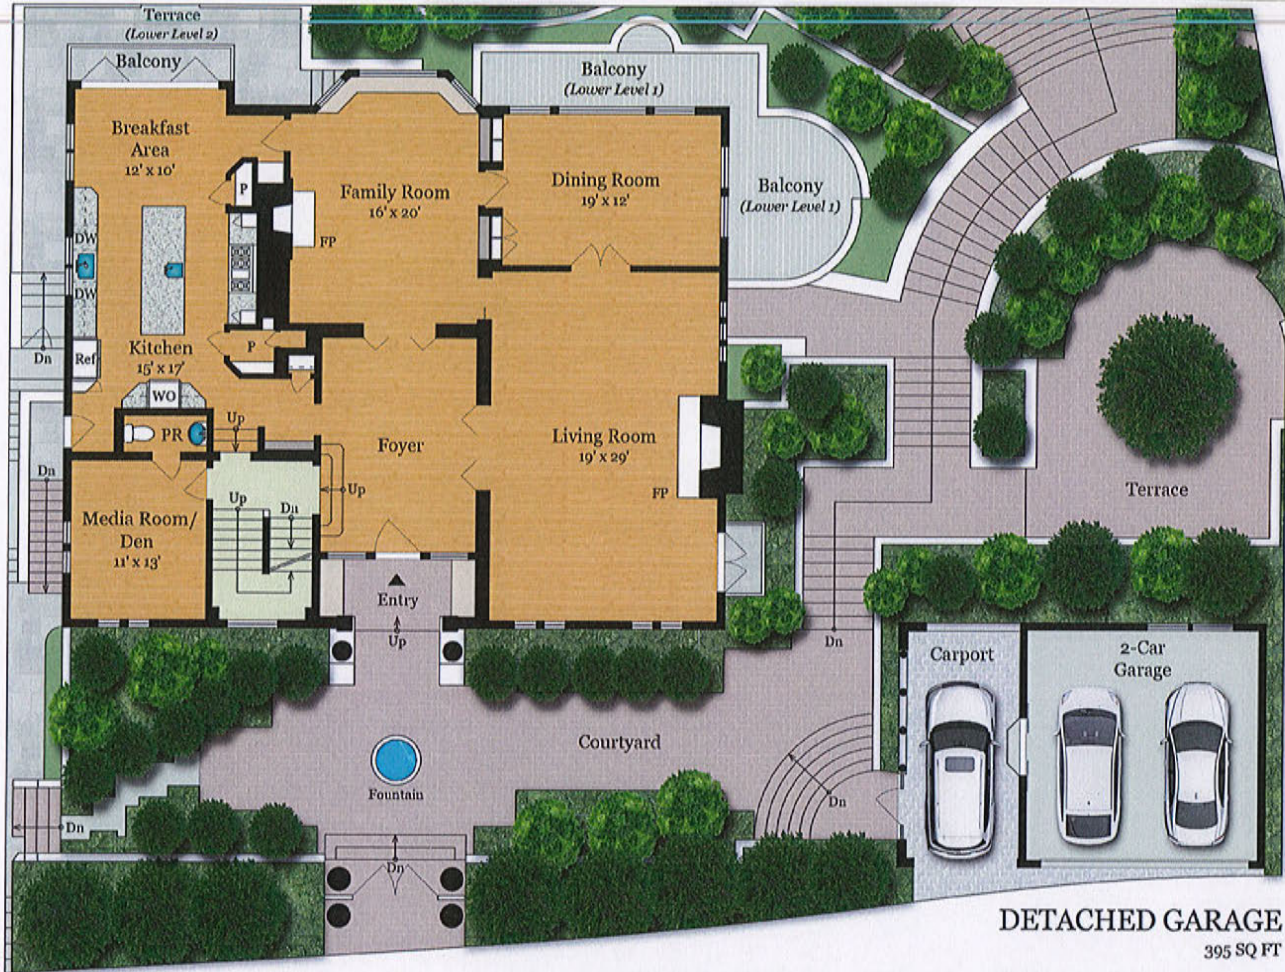 Terrace
(Lower Level 2)
Balcony
Balcony
(Lower Level 1)
Breakfast
Area
12' x 10'
P
Family Room
16' x 20'
FP
Dining Room
19' x 12'
Balcony
(Lower Level 1)
DW
DW
Dn
Ref
Kitchen
15' x 17'
P
WO
PR
Up
Foyer
Living Room
19' x 29'
FP
Terrace
Dn
Up
Up
Dn
Media Room/
Den
11' x 13'
Entry
Up
Dn
Carport
2-Car
Garage
Courtyard
Fountain
Dn
Dn
Dn
DETACHED GARAGE
395 SQ FT